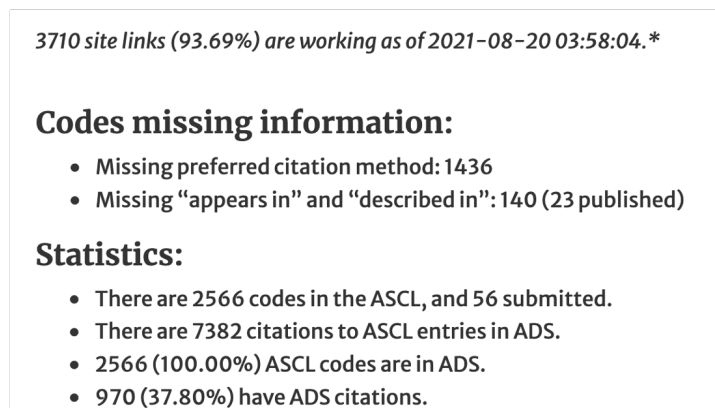 3710 site links (93.69%) are working as of 2021-08-20 03:58:04.*
Codes missing information:
• Missing preferred citation method: 1436
• Missing “appears in” and “described in”: 140 (23 published)
Statistics:
• There are 2566 codes in the ASCL, and 56 submitted.
• There are 7382 citations to ASCL entries in ADS.
• 2566 (100.00%) ASCL codes are in ADS.
• 970 (37.80%) have ADS citations.